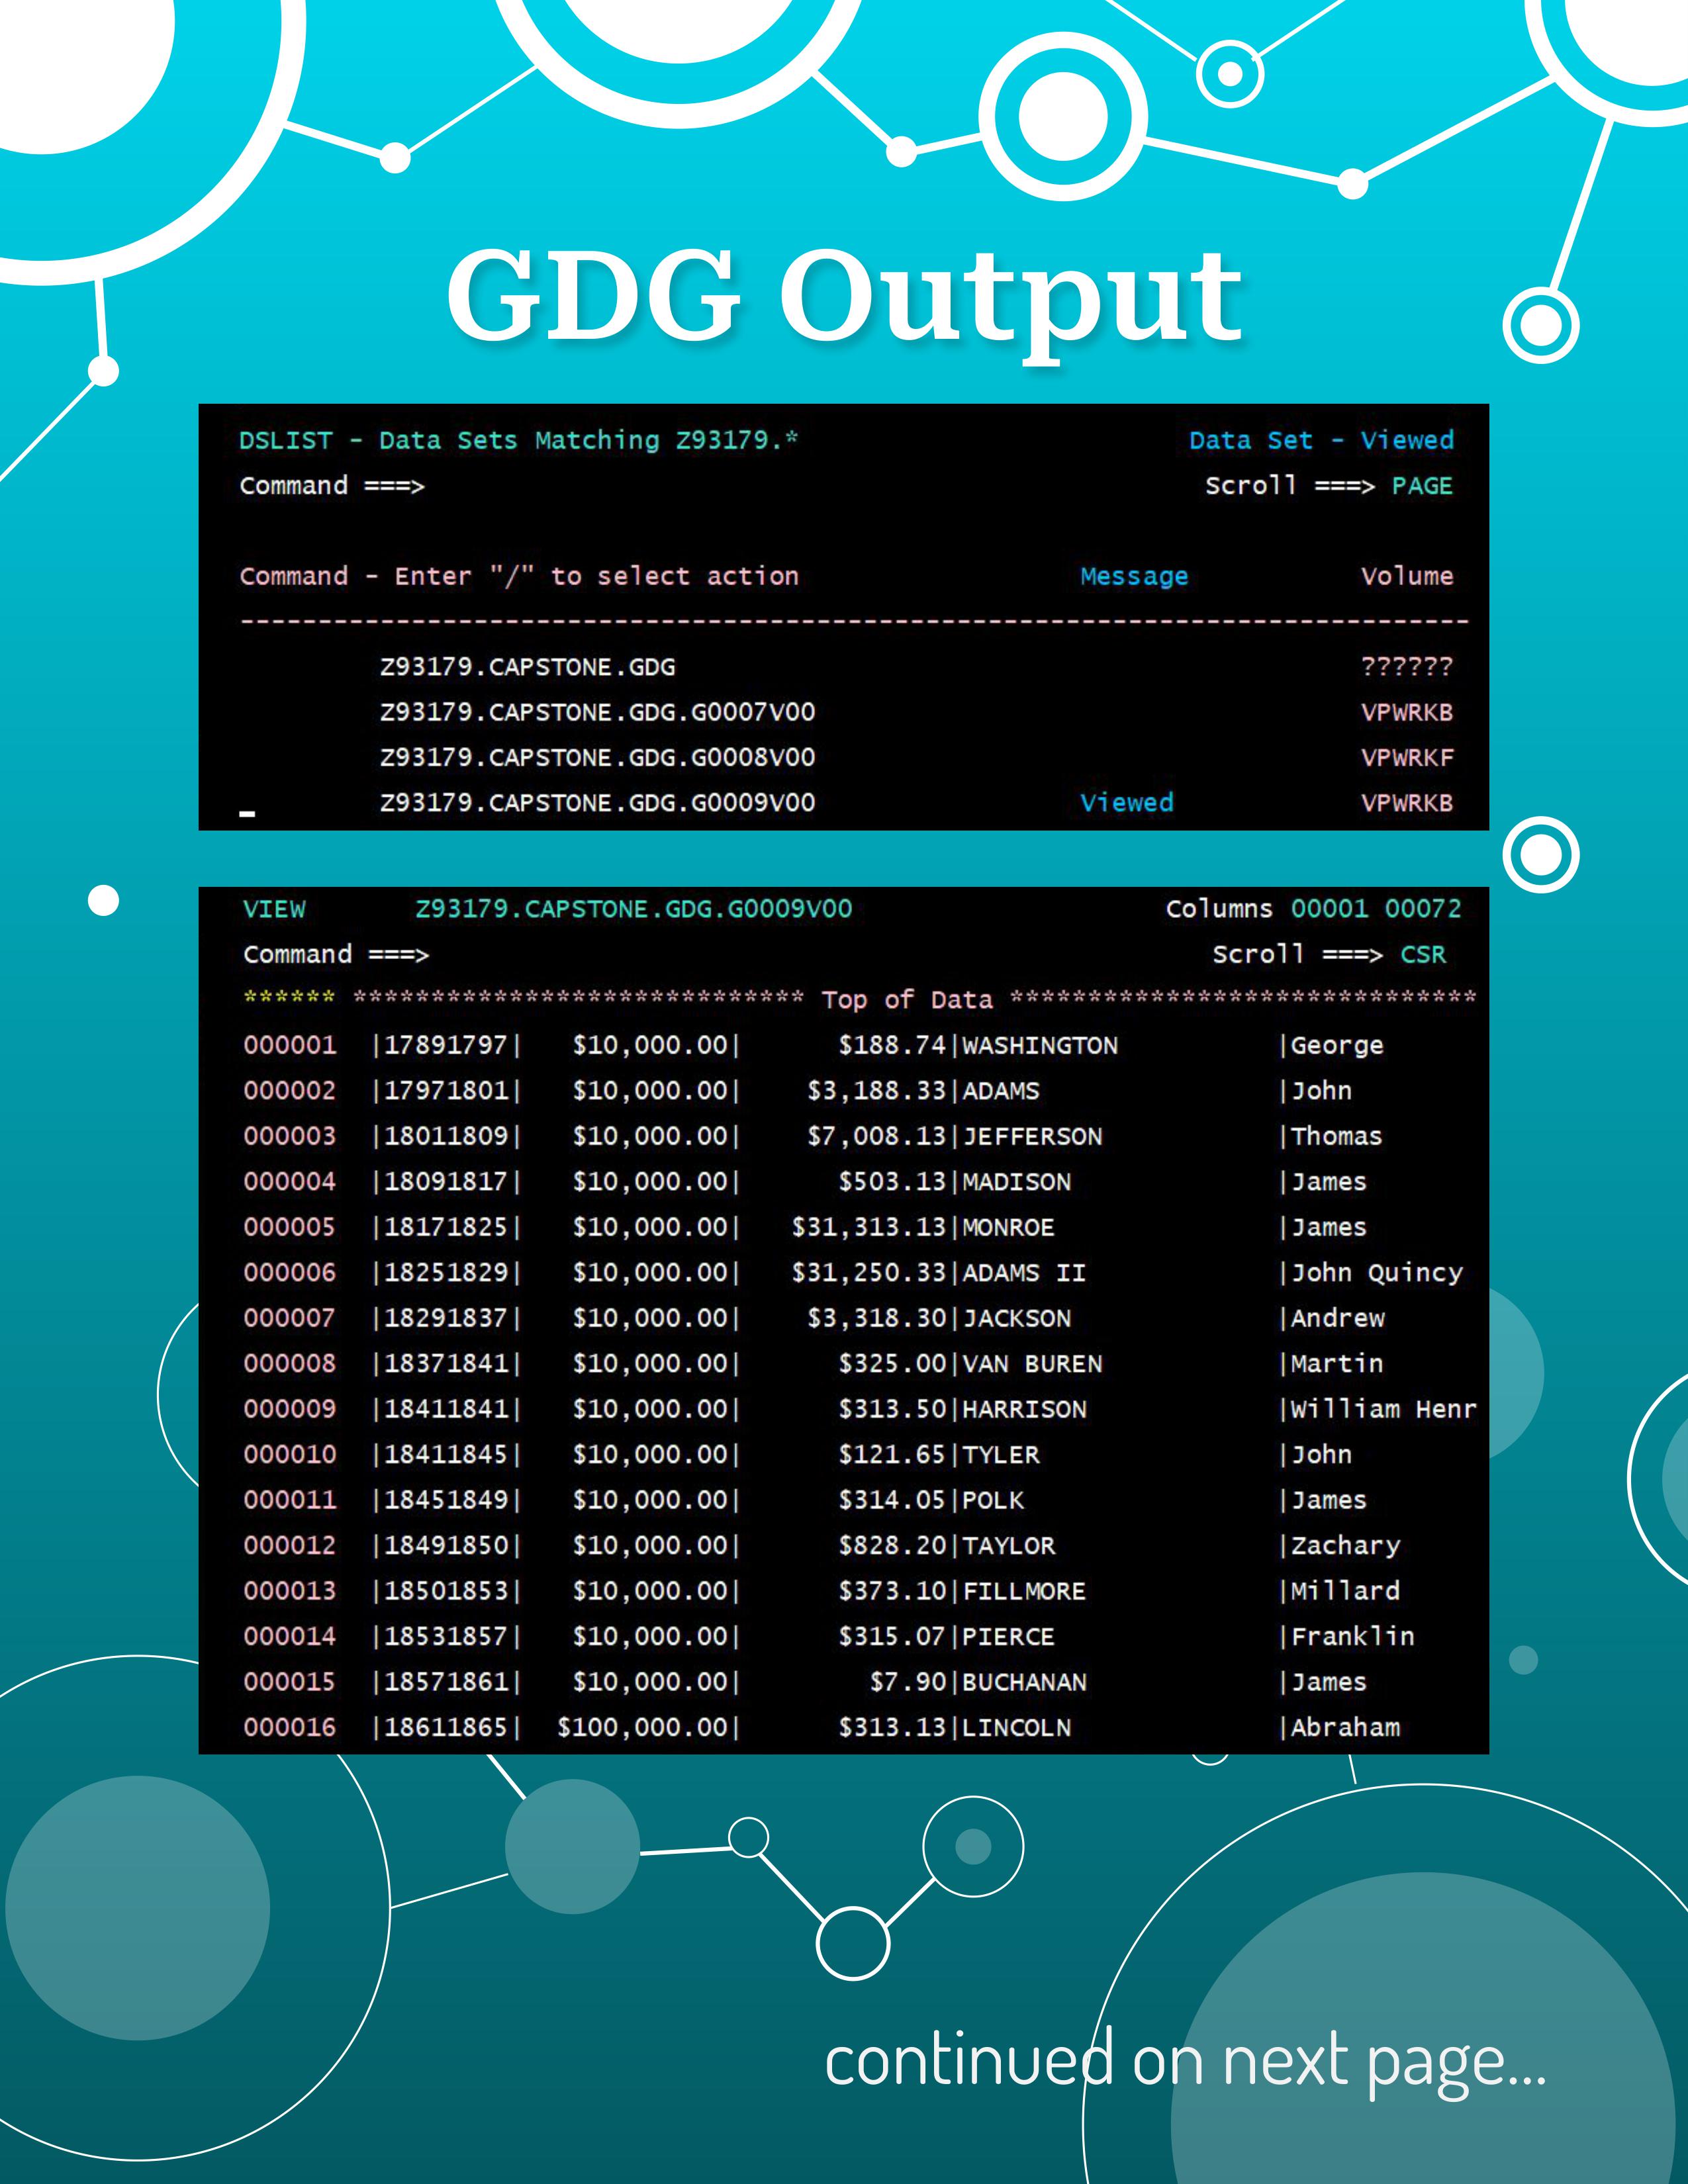 GDG Output
DSLIST - Data Sets Matching Z93179.* Data Set - Viewed
Command ===> Scroll ===> PAGE
Command - Enter "/" to select action Message Volume
-------------------------------------------------------------------------------
Z93179.CAPSTONE.GDG ??????
Z93179.CAPSTONE.GDG.G0007V00 VPWRKB
Z93179.CAPSTONE.GDG.G0008V00 VPWRKF
Z93179.CAPSTONE.GDG.G0009V00 Viewed VPWRKB
VIEW Z93179.CAPSTONE.GDG.G0009V00 Columns 00001 00072
Command ===> Scroll ===> CSR
****** ***************************** Top of Data ******************************
000001 |17891797| $10,000.00| $188.74|WASHINGTON |George
000002 |17971801| $10,000.00| $3,188.33|ADAMS |John
000003 |18011809| $10,000.00| $7,008.13|JEFFERSON |Thomas
000004 |18091817| $10,000.00| $503.13|MADISON |James
000005 |18171825| $10,000.00| $31,313.13|MONROE |James
000006 |18251829| $10,000.00| $31,250.33|ADAMS II |John Quincy
000007 |18291837| $10,000.00| $3,318.30|JACKSON |Andrew
000008 |18371841| $10,000.00| $325.00|VAN BUREN |Martin
000009 |18411841| $10,000.00| $313.50|HARRISON |William Henr
000010 |18411845| $10,000.00| $121.65|TYLER |John
000011 |18451849| $10,000.00| $314.05|POLK |James
000012 |18491850| $10,000.00| $828.20|TAYLOR |Zachary
000013 |18501853| $10,000.00| $373.10|FILLMORE |Millard
000014 |18531857| $10,000.00| $315.07|PIERCE |Franklin
000015 |18571861| $10,000.00| $7.90|BUCHANAN |James
000016 |18611865| $100,000.00| $313.13|LINCOLN |Abraham
continued on next page...